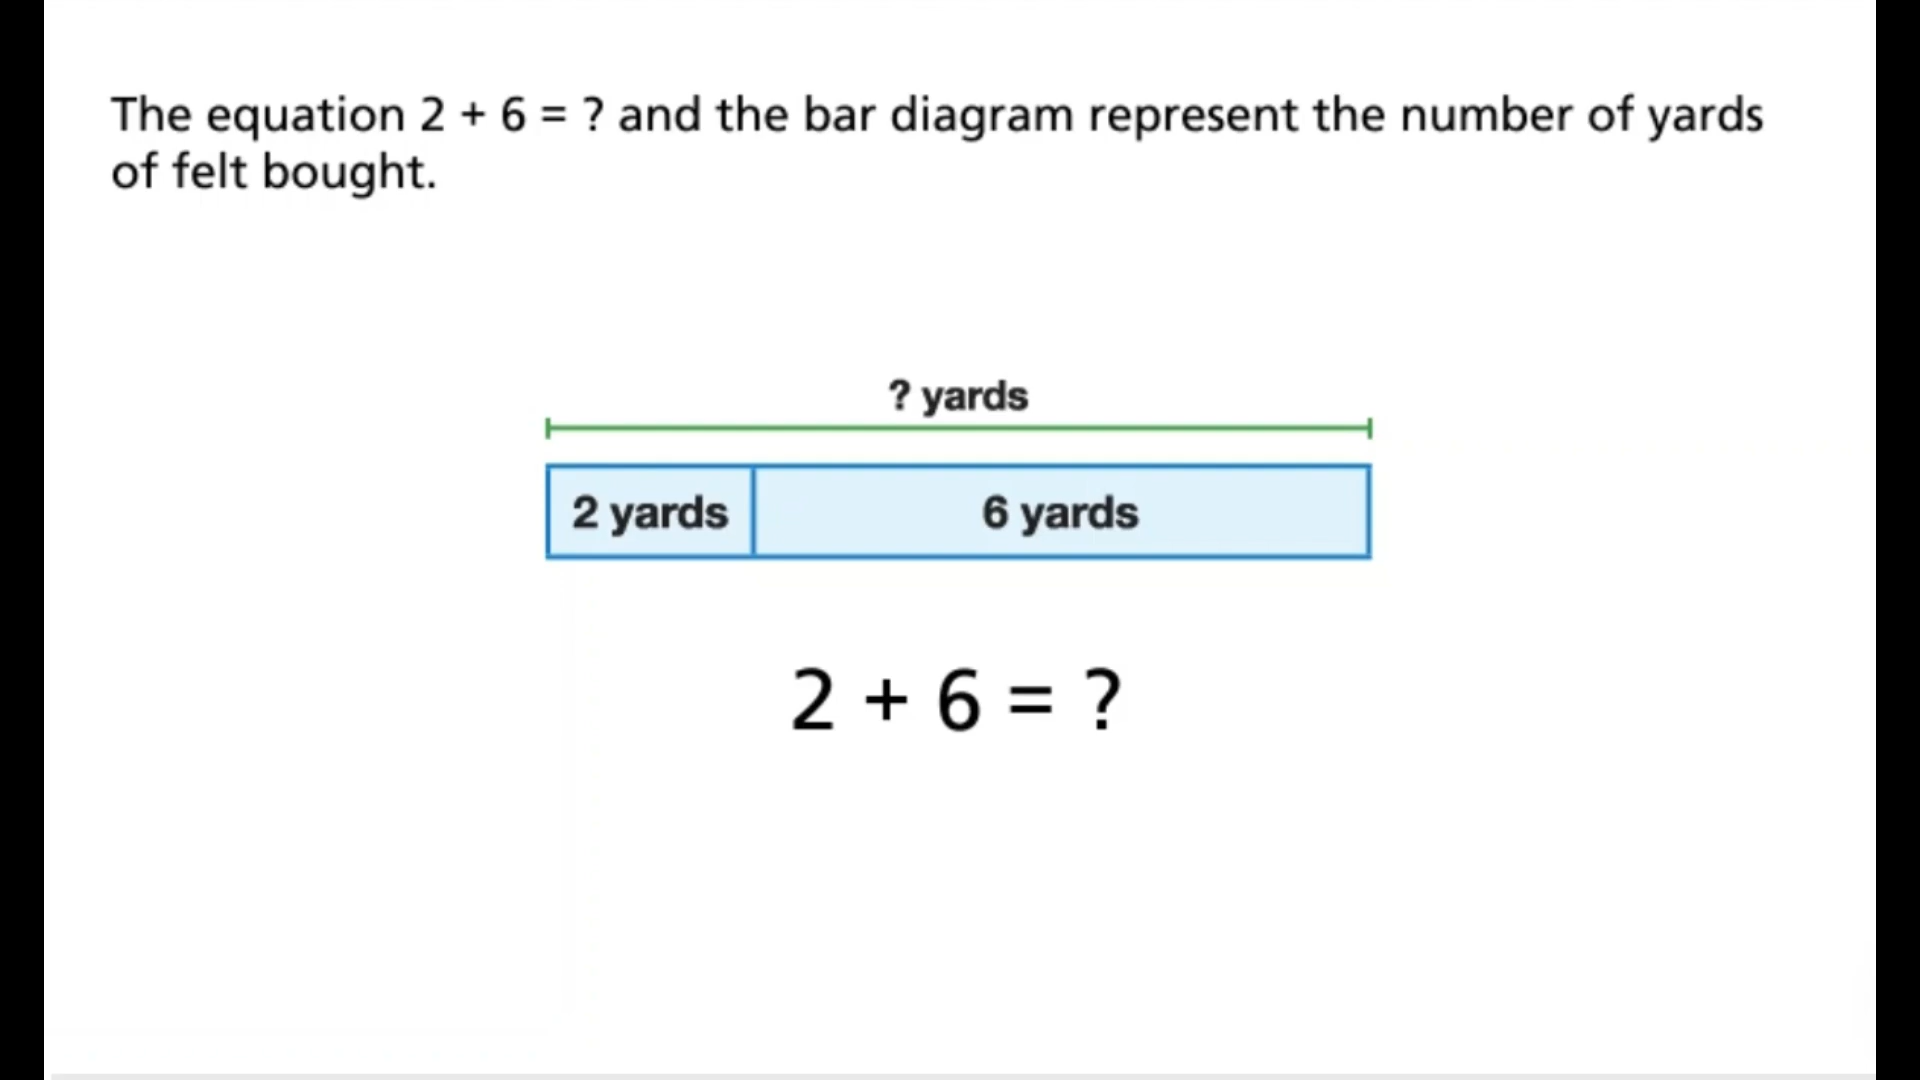 The equation 2 + 6 = ? and the bar diagram represent the number of yards
of felt bought.
? yards
2 yards 6 yards
2 + 6 = ?